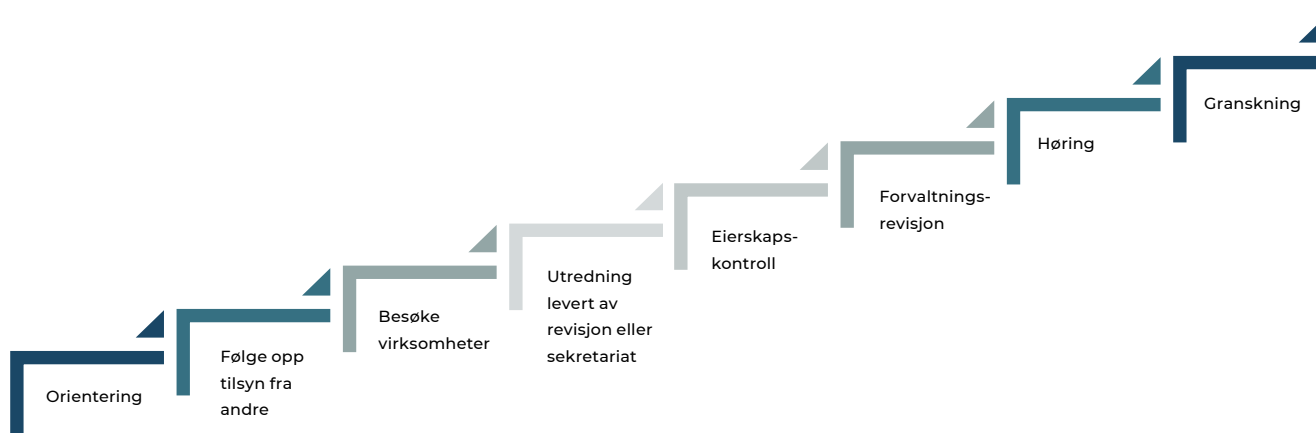 Orientering
Følge opp
tilsyn fra
andre
Besøke
virksomheter
Utredning
levert av
revisjon eller
sekretariat
Eierskaps-
kontroll
Forvaltnings-
revisjon
Høring
Granskning